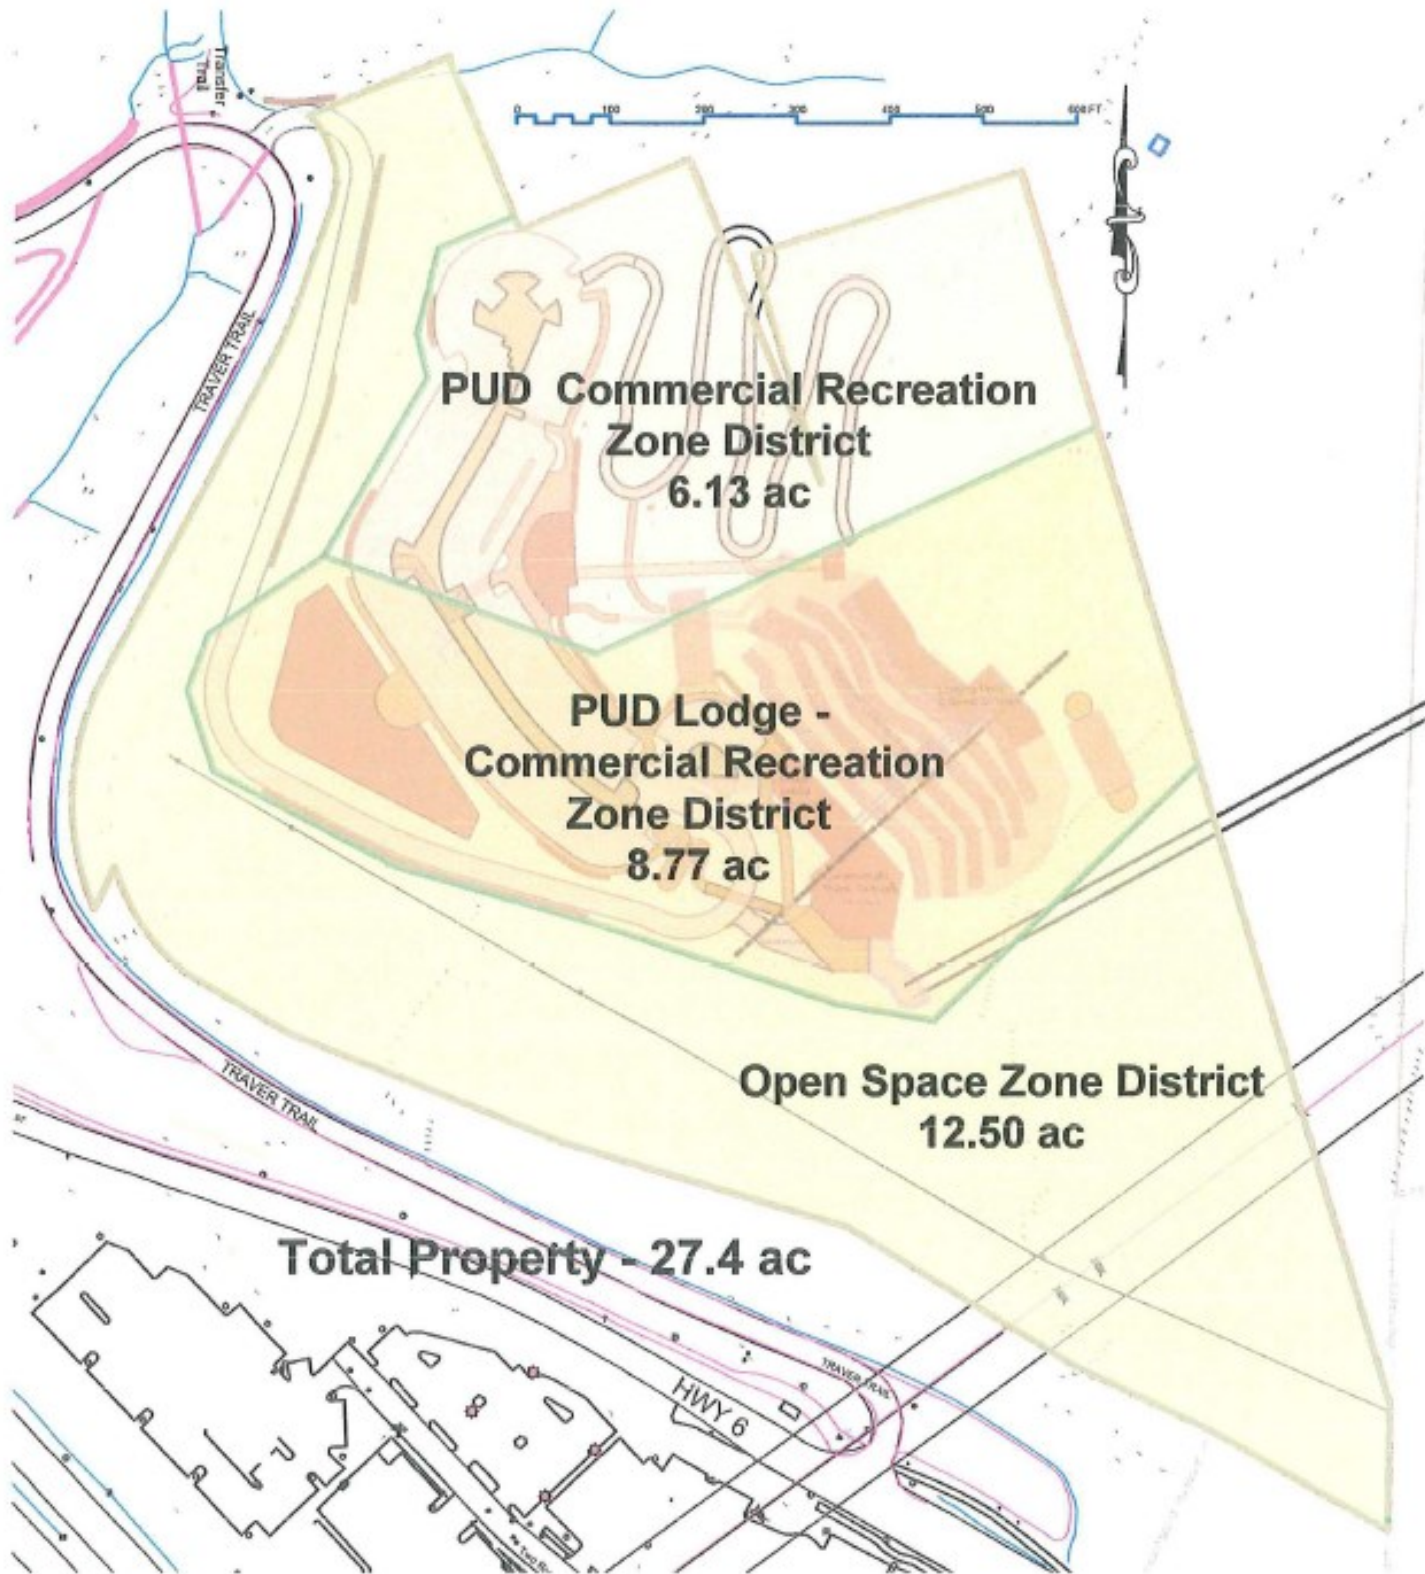 Transfer
Trail
0 100 200 300 400 500 600 FT
TRAVER TRAIL
PUD Commercial Recreation
Zone District
6.13 ac
PUD Lodge -
Commercial Recreation
Zone District
8.77 ac
Open Space Zone District
12.50 ac
TRAVER TRAIL
Total Property - 27.4 ac
TRAVER TRAIL
HWY 6